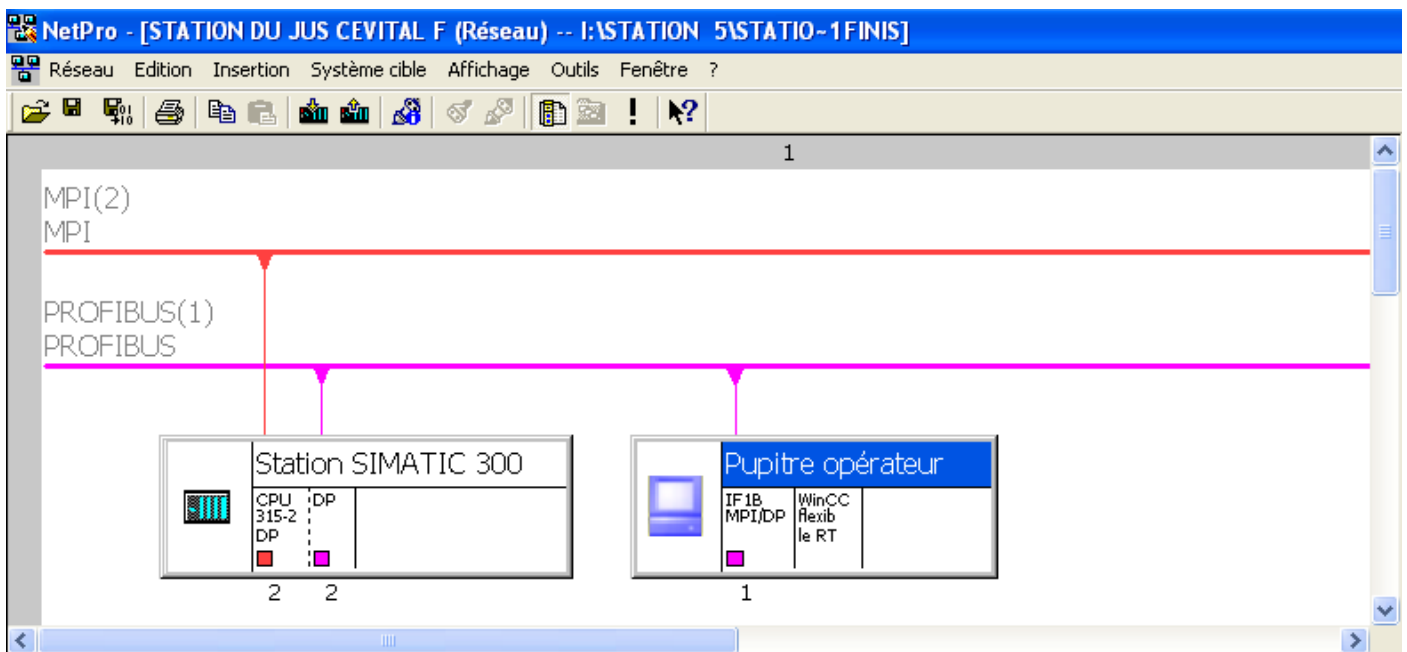 NetPro - [STATION DU JUS CEVITAL F (Réseau) -- I:\STATION 5\STATIO~1FINIS]
Réseau Edition Insertion Système cible Affichage Outils Fenêtre ?
1
MPI(2)
MPI
PROFIBUS(1)
PROFIBUS
Station SIMATIC 300
CPU
315-2
DP
DP
2 2
Pupitre opérateur
IF1B
MPI/DP
WinCC
flexib
le RT
1